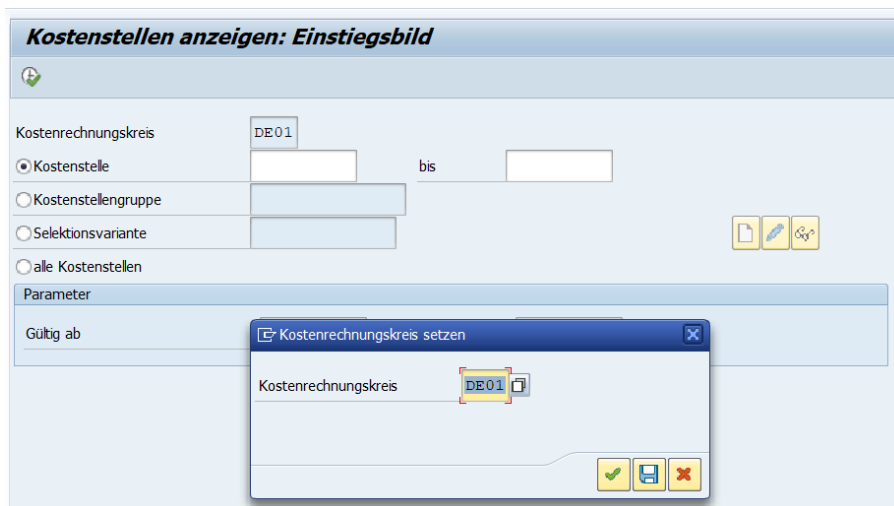 Kostenstellen anzeigen: Einstiegsbild
Kostenrechnungskreis DE01
Kostenstelle bis
Kostenstellengruppe
Selektionsvariante
alle Kostenstellen
Parameter
Gültig ab
Kostenrechnungskreis setzen
Kostenrechnungskreis DE01